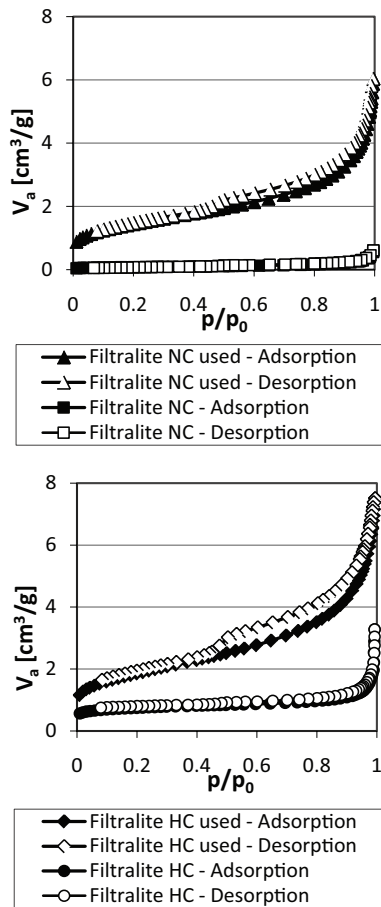 8
6
4
2
0
V_a [cm³/g]
0 0.2 0.4 0.6 0.8 1
p/p₀
Filtralite NC used - Adsorption
Filtralite NC used - Desorption
Filtralite NC - Adsorption
Filtralite NC - Desorption
8
6
4
2
0
V_a [cm³/g]
0 0.2 0.4 0.6 0.8 1
p/p₀
Filtralite HC used - Adsorption
Filtralite HC used - Desorption
Filtralite HC - Adsorption
Filtralite HC - Desorption